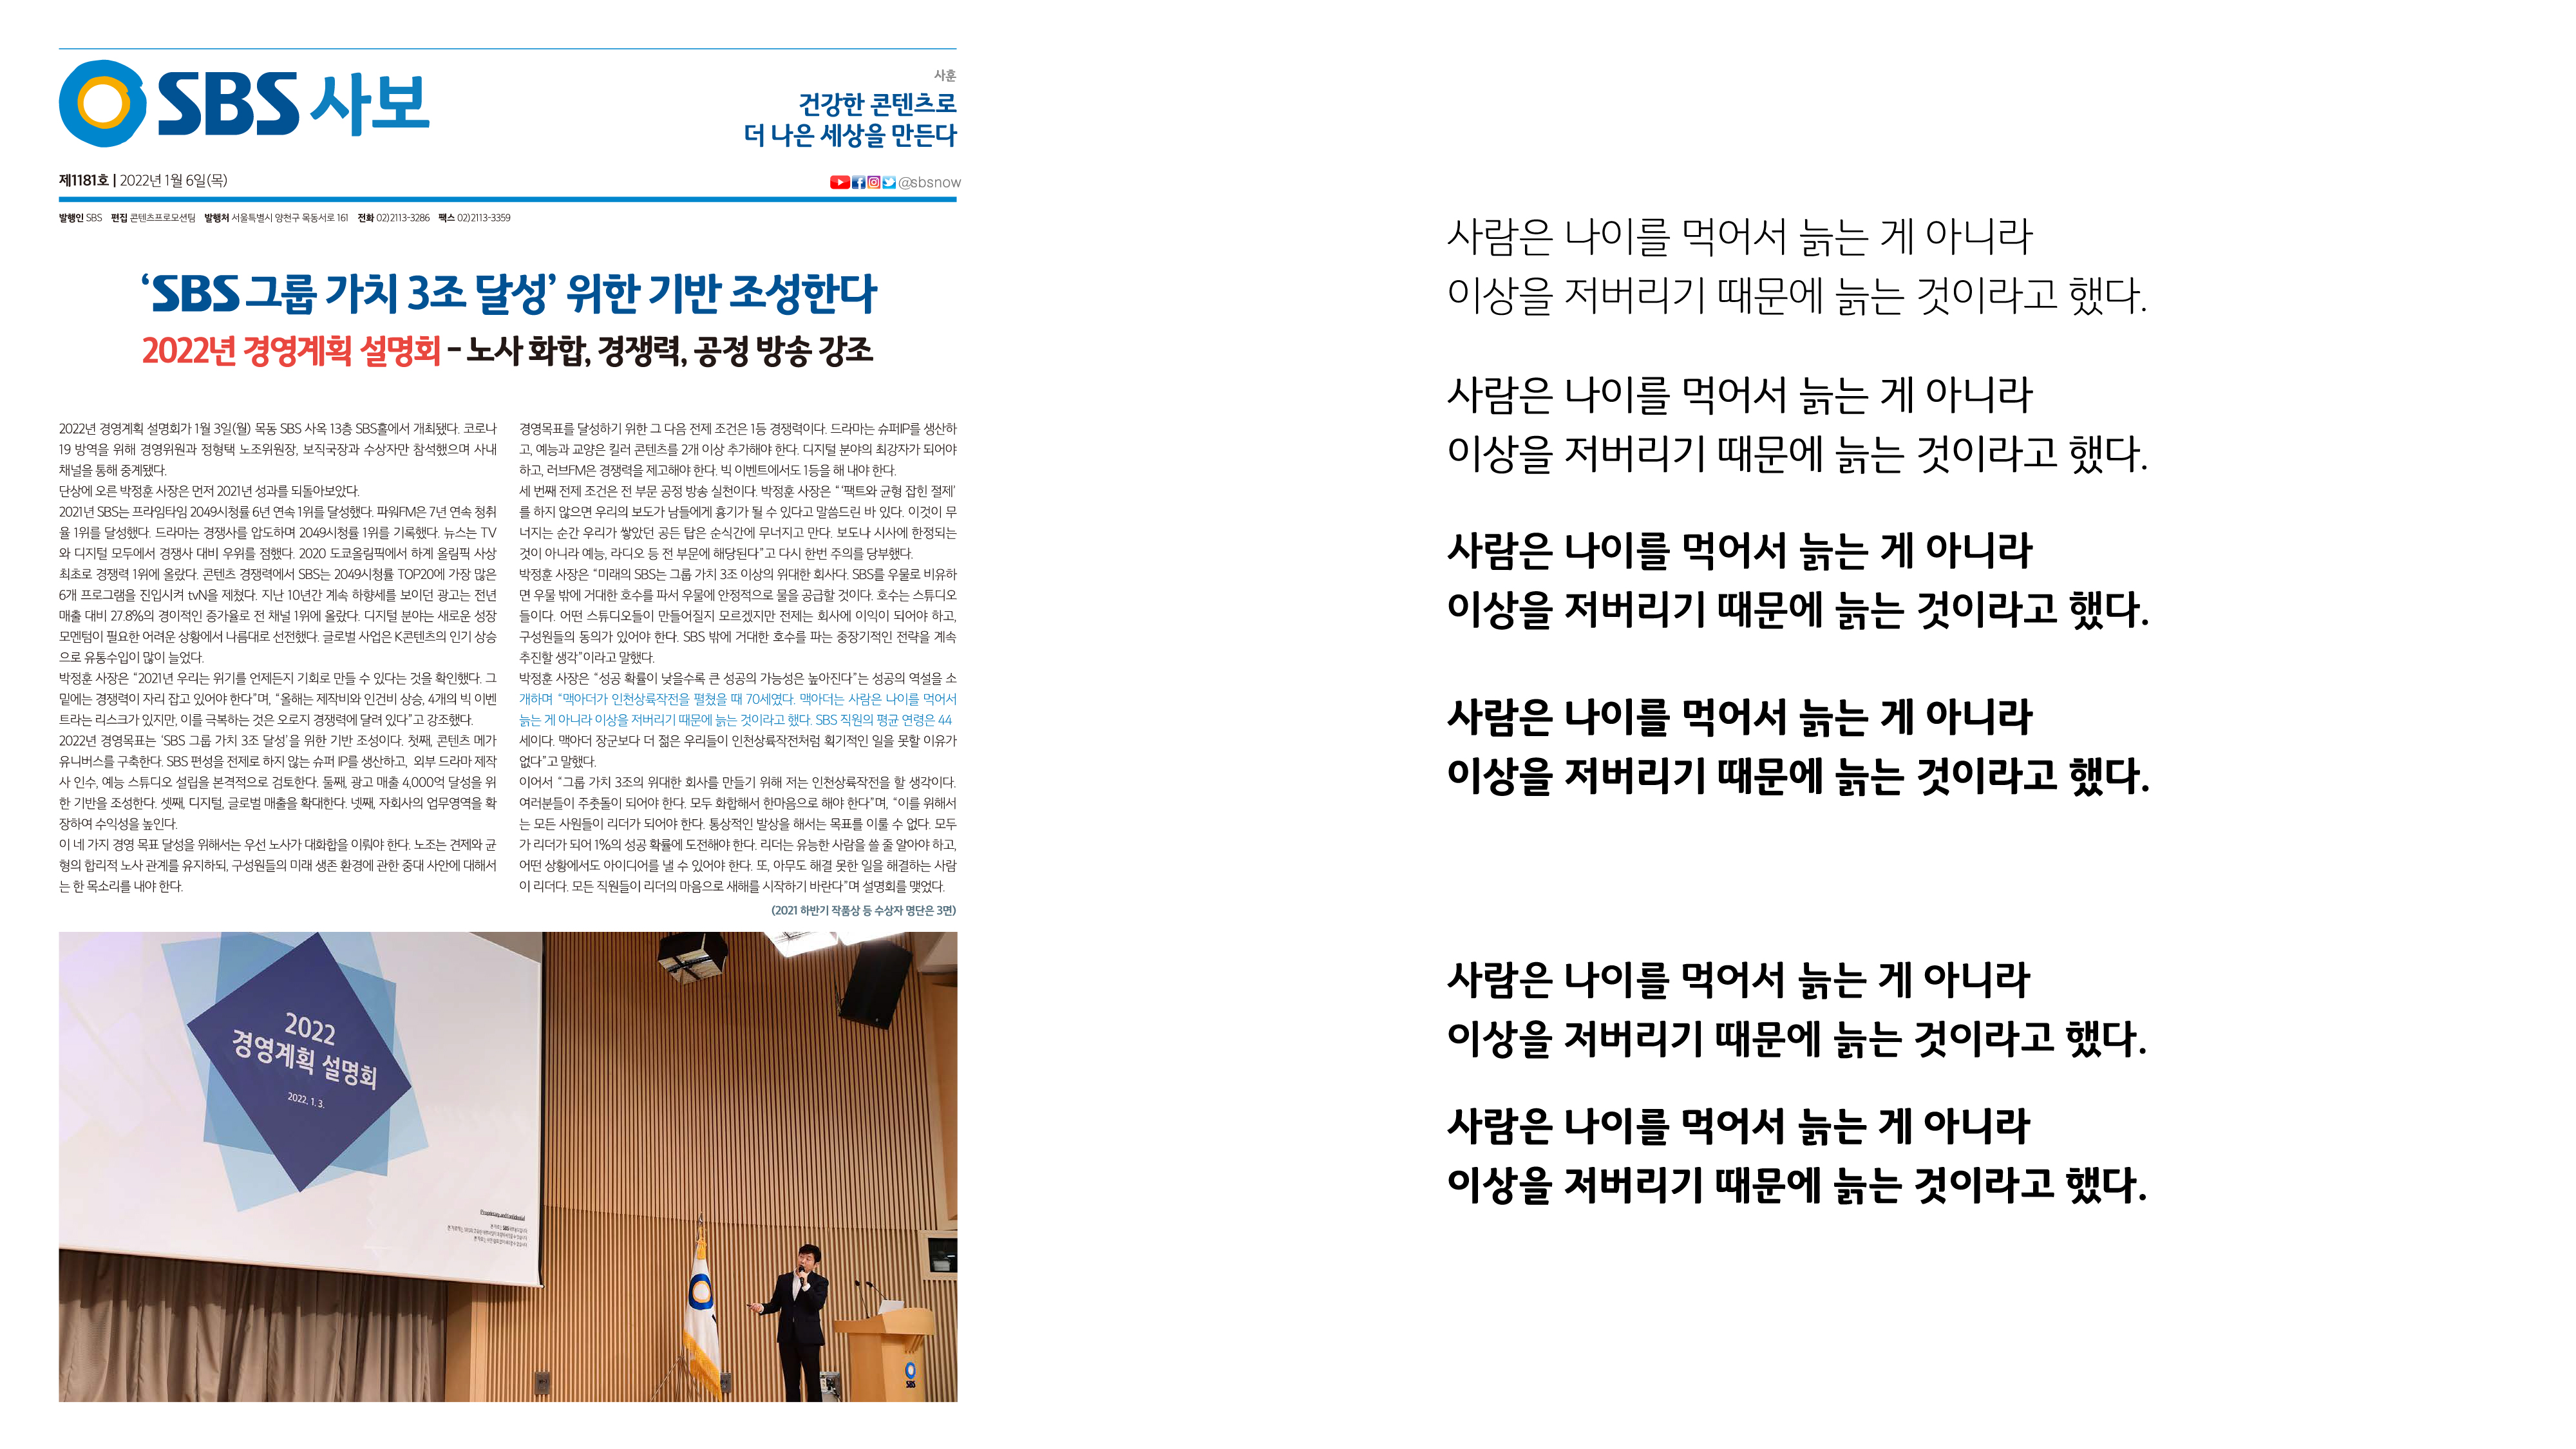 SBS 사보
사훈
건강한 콘텐츠로
더 나은 세상을 만든다
제1181호 | 2022년 1월 6일(목)
@sbsnow
발행인 SBS 편집 콘텐츠프로모션팀 발행처 서울특별시 양천구 목동서로 161 전화 02)2113-3286 팩스 02)2113-3359
‘SBS 그룹 가치 3조 달성’ 위한 기반 조성한다
2022년 경영계획 설명회 – 노사 화합, 경쟁력, 공정 방송 강조
2022년 경영계획 설명회가 1월 3일(월) 목동 SBS 사옥 13층 SBS홀에서 개최됐다. 코로나
19 방역을 위해 경영위원과 정형택 노조위원장, 보직국장과 수상자만 참석했으며 사내
채널을 통해 중계됐다.
단상에 오른 박정훈 사장은 먼저 2021년 성과를 되돌아보았다.
2021년 SBS는 프라임타임 2049시청률 6년 연속 1위를 달성했다. 파워FM은 7년 연속 청취
율 1위를 달성했다. 드라마는 경쟁사를 압도하며 2049시청률 1위를 기록했다. 뉴스는 TV
와 디지털 모두에서 경쟁사 대비 우위를 점했다. 2020 도쿄올림픽에서 하계 올림픽 사상
최초로 경쟁력 1위에 올랐다. 콘텐츠 경쟁력에서 SBS는 2049시청률 TOP20에 가장 많은
6개 프로그램을 진입시켜 tvN을 제쳤다. 지난 10년간 계속 하향세를 보이던 광고는 전년
매출 대비 27.8%의 경이적인 증가율로 전 채널 1위에 올랐다. 디지털 분야는 새로운 성장
모멘텀이 필요한 어려운 상황에서 나름대로 선전했다. 글로벌 사업은 K콘텐츠의 인기 상승
으로 유통수입이 많이 늘었다.
박정훈 사장은 “2021년 우리는 위기를 언제든지 기회로 만들 수 있다는 것을 확인했다. 그
밑에는 경쟁력이 자리 잡고 있어야 한다”며, “올해는 제작비와 인건비 상승, 4개의 빅 이벤
트라는 리스크가 있지만, 이를 극복하는 것은 오로지 경쟁력에 달려 있다”고 강조했다.
2022년 경영목표는 ‘SBS 그룹 가치 3조 달성’을 위한 기반 조성이다. 첫째, 콘텐츠 메가
유니버스를 구축한다. SBS 편성을 전제로 하지 않는 슈퍼 IP를 생산하고, 외부 드라마 제작
사 인수, 예능 스튜디오 설립을 본격적으로 검토한다. 둘째, 광고 매출 4,000억 달성을 위
한 기반을 조성한다. 셋째, 디지털, 글로벌 매출을 확대한다. 넷째, 자회사의 업무영역을 확
장하여 수익성을 높인다.
이 네 가지 경영 목표 달성을 위해서는 우선 노사가 대화합을 이뤄야 한다. 노조는 견제와 균
형의 합리적 노사 관계를 유지하되, 구성원들의 미래 생존 환경에 관한 중대 사안에 대해서
는 한 목소리를 내야 한다.
경영목표를 달성하기 위한 그 다음 전제 조건은 1등 경쟁력이다. 드라마는 슈퍼IP를 생산하
고, 예능과 교양은 킬러 콘텐츠를 2개 이상 추가해야 한다. 디지털 분야의 최강자가 되어야
하고, 러브FM은 경쟁력을 제고해야 한다. 빅 이벤트에서도 1등을 해 내야 한다.
세 번째 전제 조건은 전 부문 공정 방송 실천이다. 박정훈 사장은 “‘팩트와 균형 잡힌 절제’
를 하지 않으면 우리의 보도가 남들에게 흉기가 될 수 있다고 말씀드린 바 있다. 이것이 무
너지는 순간 우리가 쌓았던 공든 탑은 순식간에 무너지고 만다. 보도나 시사에 한정되는
것이 아니라 예능, 라디오 등 전 부문에 해당된다”고 다시 한번 주의를 당부했다.
박정훈 사장은 “미래의 SBS는 그룹 가치 3조 이상의 위대한 회사다. SBS를 우물로 비유하
면 우물 밖에 거대한 호수를 파서 우물에 안정적으로 물을 공급할 것이다. 호수는 스튜디오
들이다. 어떤 스튜디오들이 만들어질지 모르겠지만 전제는 회사에 이익이 되어야 하고,
구성원들의 동의가 있어야 한다. SBS 밖에 거대한 호수를 파는 중장기적인 전략을 계속
추진할 생각”이라고 말했다.
박정훈 사장은 “성공 확률이 낮을수록 큰 성공의 가능성은 높아진다”는 성공의 역설을 소
개하며 “맥아더가 인천상륙작전을 펼쳤을 때 70세였다. 맥아더는 사람은 나이를 먹어서
늙는 게 아니라 이상을 저버리기 때문에 늙는 것이라고 했다. SBS 직원의 평균 연령은 44
세이다. 맥아더 장군보다 더 젊은 우리들이 인천상륙작전처럼 획기적인 일을 못할 이유가
없다”고 말했다.
이어서 “그룹 가치 3조의 위대한 회사를 만들기 위해 저는 인천상륙작전을 할 생각이다.
여러분들이 주춧돌이 되어야 한다. 모두 화합해서 한마음으로 해야 한다”며, “이를 위해서
는 모든 사원들이 리더가 되어야 한다. 통상적인 발상을 해서는 목표를 이룰 수 없다. 모두
가 리더가 되어 1%의 성공 확률에 도전해야 한다. 리더는 유능한 사람을 쓸 줄 알아야 하고,
어떤 상황에서도 아이디어를 낼 수 있어야 한다. 또, 아무도 해결 못한 일을 해결하는 사람
이 리더다. 모든 직원들이 리더의 마음으로 새해를 시작하기 바란다”며 설명회를 맺었다.
(2021 하반기 작품상 등 수상자 명단은 3면)
2022
경영계획 설명회
2022. 1. 3.
SBS
사람은 나이를 먹어서 늙는 게 아니라
이상을 저버리기 때문에 늙는 것이라고 했다.
사람은 나이를 먹어서 늙는 게 아니라
이상을 저버리기 때문에 늙는 것이라고 했다.
사람은 나이를 먹어서 늙는 게 아니라
이상을 저버리기 때문에 늙는 것이라고 했다.
사람은 나이를 먹어서 늙는 게 아니라
이상을 저버리기 때문에 늙는 것이라고 했다.
사람은 나이를 먹어서 늙는 게 아니라
이상을 저버리기 때문에 늙는 것이라고 했다.
사람은 나이를 먹어서 늙는 게 아니라
이상을 저버리기 때문에 늙는 것이라고 했다.